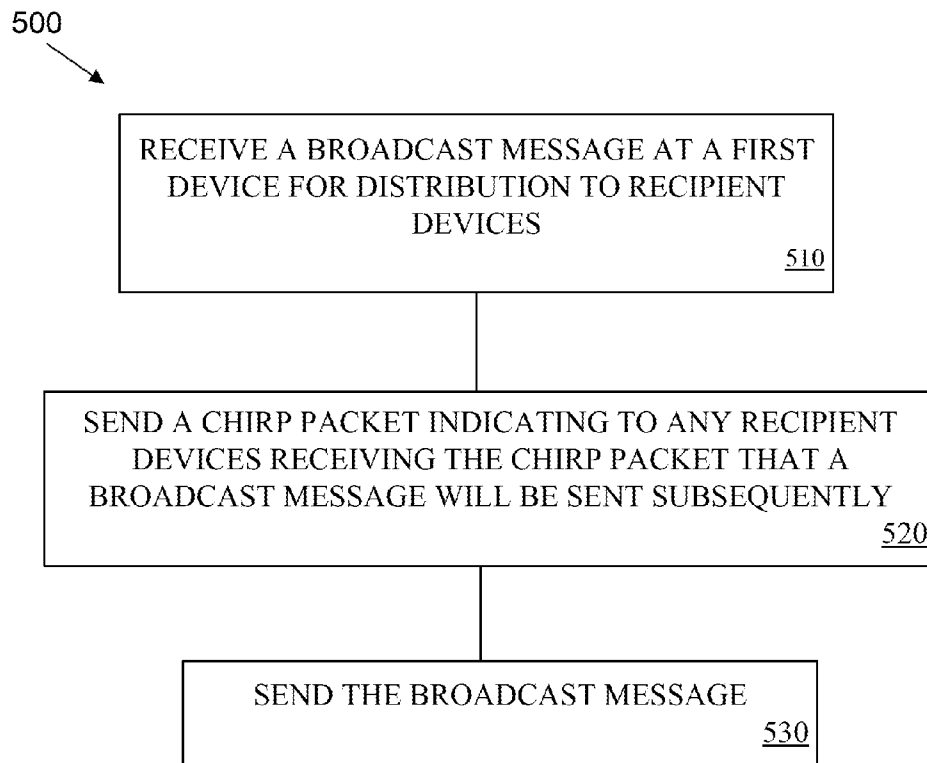 500
RECEIVE A BROADCAST MESSAGE AT A FIRST
DEVICE FOR DISTRIBUTION TO RECIPIENT
DEVICES
510
SEND A CHIRP PACKET INDICATING TO ANY RECIPIENT
DEVICES RECEIVING THE CHIRP PACKET THAT A
BROADCAST MESSAGE WILL BE SENT SUBSEQUENTLY
520
SEND THE BROADCAST MESSAGE
530